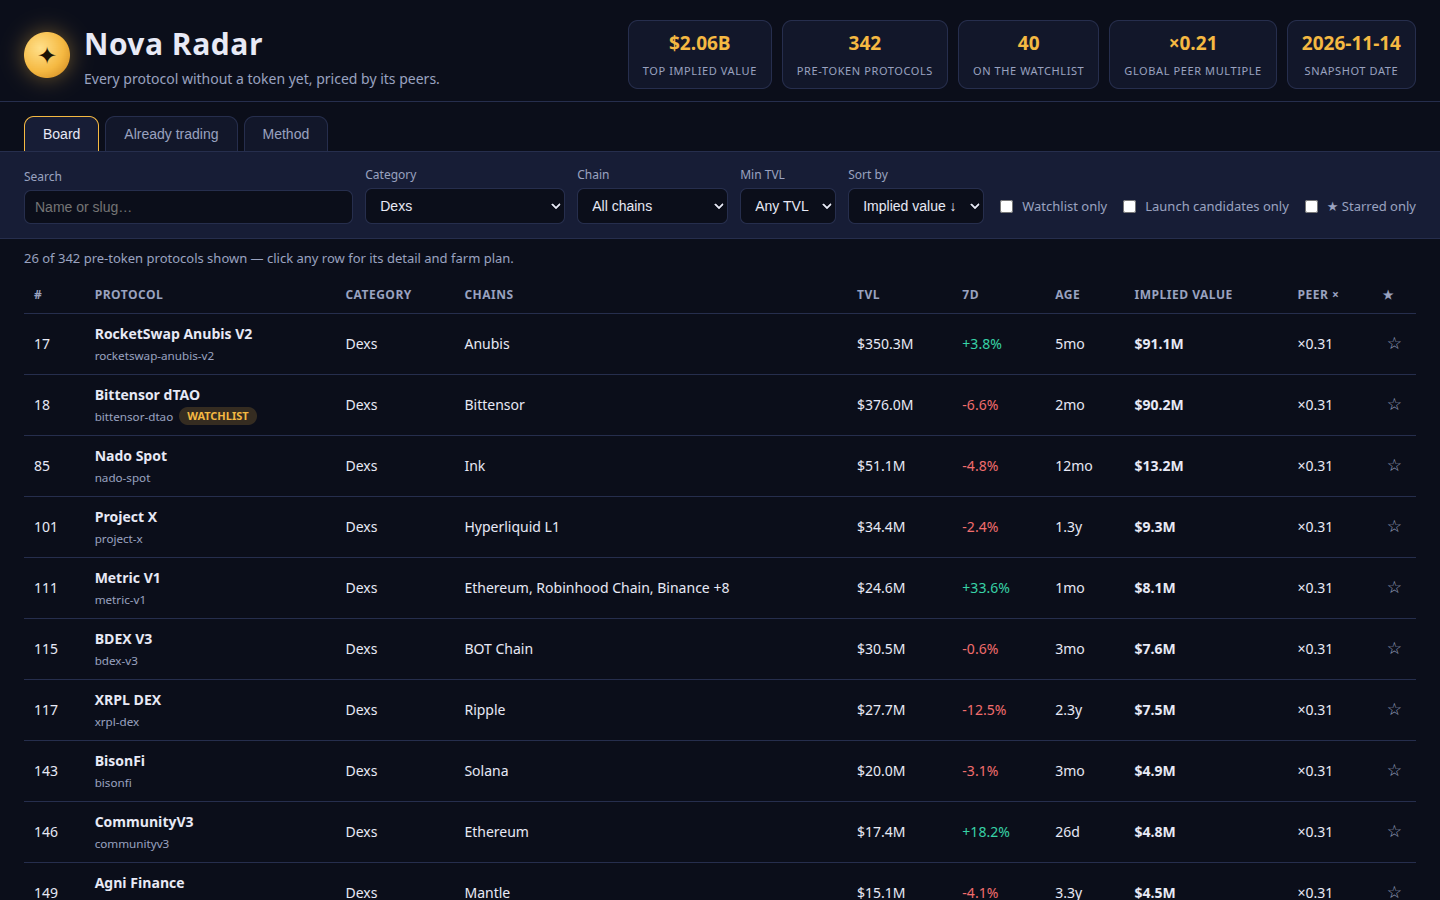 Nova Radar
Every protocol without a token yet, priced by its peers.
$2.06B
TOP IMPLIED VALUE
342
PRE-TOKEN PROTOCOLS
40
ON THE WATCHLIST
×0.21
GLOBAL PEER MULTIPLE
2026-11-14
SNAPSHOT DATE
Board
Already trading
Method
Search
Name or slug…
Category
Dexs
Chain
All chains
Min TVL
Any TVL
Sort by
Implied value ↓
Watchlist only
Launch candidates only
★ Starred only
26 of 342 pre-token protocols shown — click any row for its detail and farm plan.
# PROTOCOL CATEGORY CHAINS TVL 7D AGE IMPLIED VALUE PEER × ★
17 RocketSwap Anubis V2 Dexs Anubis $350.3M +3.8% 5mo $91.1M ×0.31 ☆
rocketswap-anubis-v2
18 Bittensor dTAO Dexs Bittensor $376.0M -6.6% 2mo $90.2M ×0.31 ☆
bittensor-dtao WATCHLIST
85 Nado Spot Dexs Ink $51.1M -4.8% 12mo $13.2M ×0.31 ☆
nado-spot
101 Project X Dexs Hyperliquid L1 $34.4M -2.4% 1.3y $9.3M ×0.31 ☆
project-x
111 Metric V1 Dexs Ethereum, Robinhood Chain, Binance +8 $24.6M +33.6% 1mo $8.1M ×0.31 ☆
metric-v1
115 BDEX V3 Dexs BOT Chain $30.5M -0.6% 3mo $7.6M ×0.31 ☆
bdex-v3
117 XRPL DEX Dexs Ripple $27.7M -12.5% 2.3y $7.5M ×0.31 ☆
xrpl-dex
143 BisonFi Dexs Solana $20.0M -3.1% 3mo $4.9M ×0.31 ☆
bisonfi
146 CommunityV3 Dexs Ethereum $17.4M +18.2% 26d $4.8M ×0.31 ☆
communityv3
149 Agni Finance Dexs Mantle $15.1M -4.1% 3.3y $4.5M ×0.31 ☆